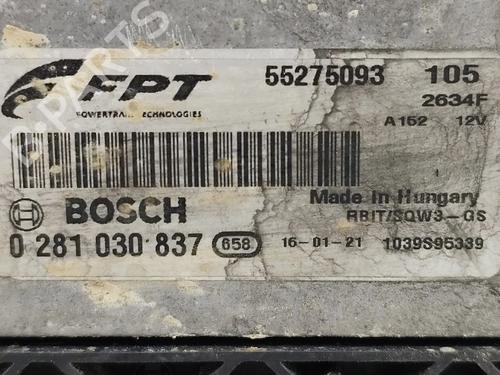 FPT
POWERTRAIN TECHNOLOGIES
55275093 105
2634F
A152 12V
BOSCH
Made In Hungary
RBIT/SQW3-GS
0 281 030 837 658 16-01-21 1039S95339